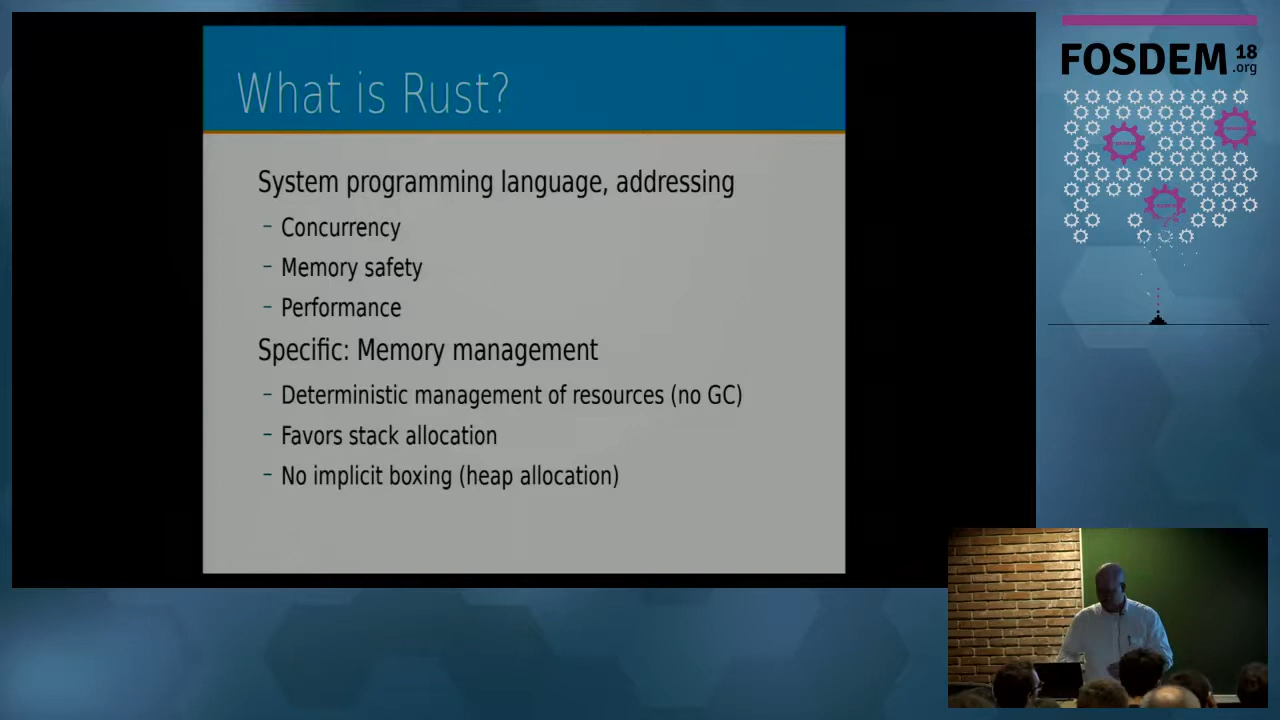 What is Rust?
System programming language, addressing
– Concurrency
– Memory safety
– Performance
Specific: Memory management
– Deterministic management of resources (no GC)
– Favors stack allocation
– No implicit boxing (heap allocation)
FOSDEM 18
.org